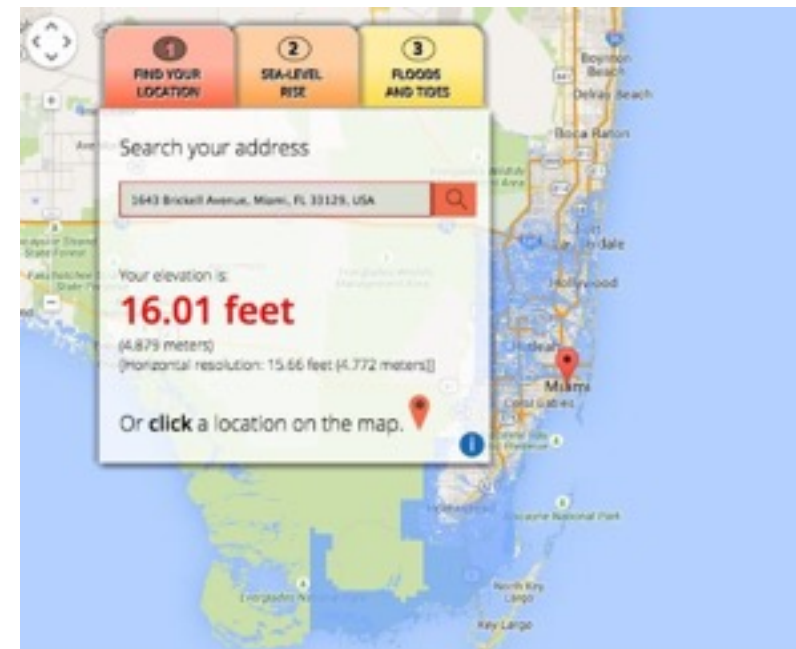 1
FIND YOUR
LOCATION
2
SEA-LEVEL
RISE
3
FLOODS
AND TIDES
Search your address
1643 Brickell Avenue, Miami, FL 33129, USA
Your elevation is:
16.01 feet
(4.879 meters)
[Horizontal resolution: 15.66 feet (4.772 meters)]
Or click a location on the map.
i
Boynton
Beach
Delray Beach
Boca Raton
Hollywood
Miami
Coral Gables
Homestead
Biscayne National Park
North Key
Largo
Key Largo